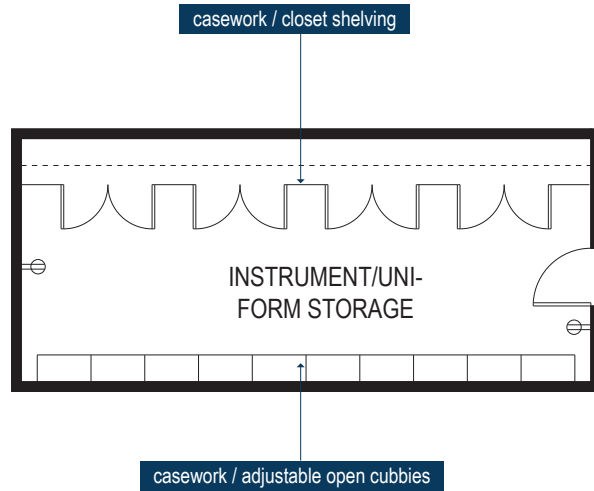 casework / closet shelving
INSTRUMENT/UNI-
FORM STORAGE
casework / adjustable open cubbies